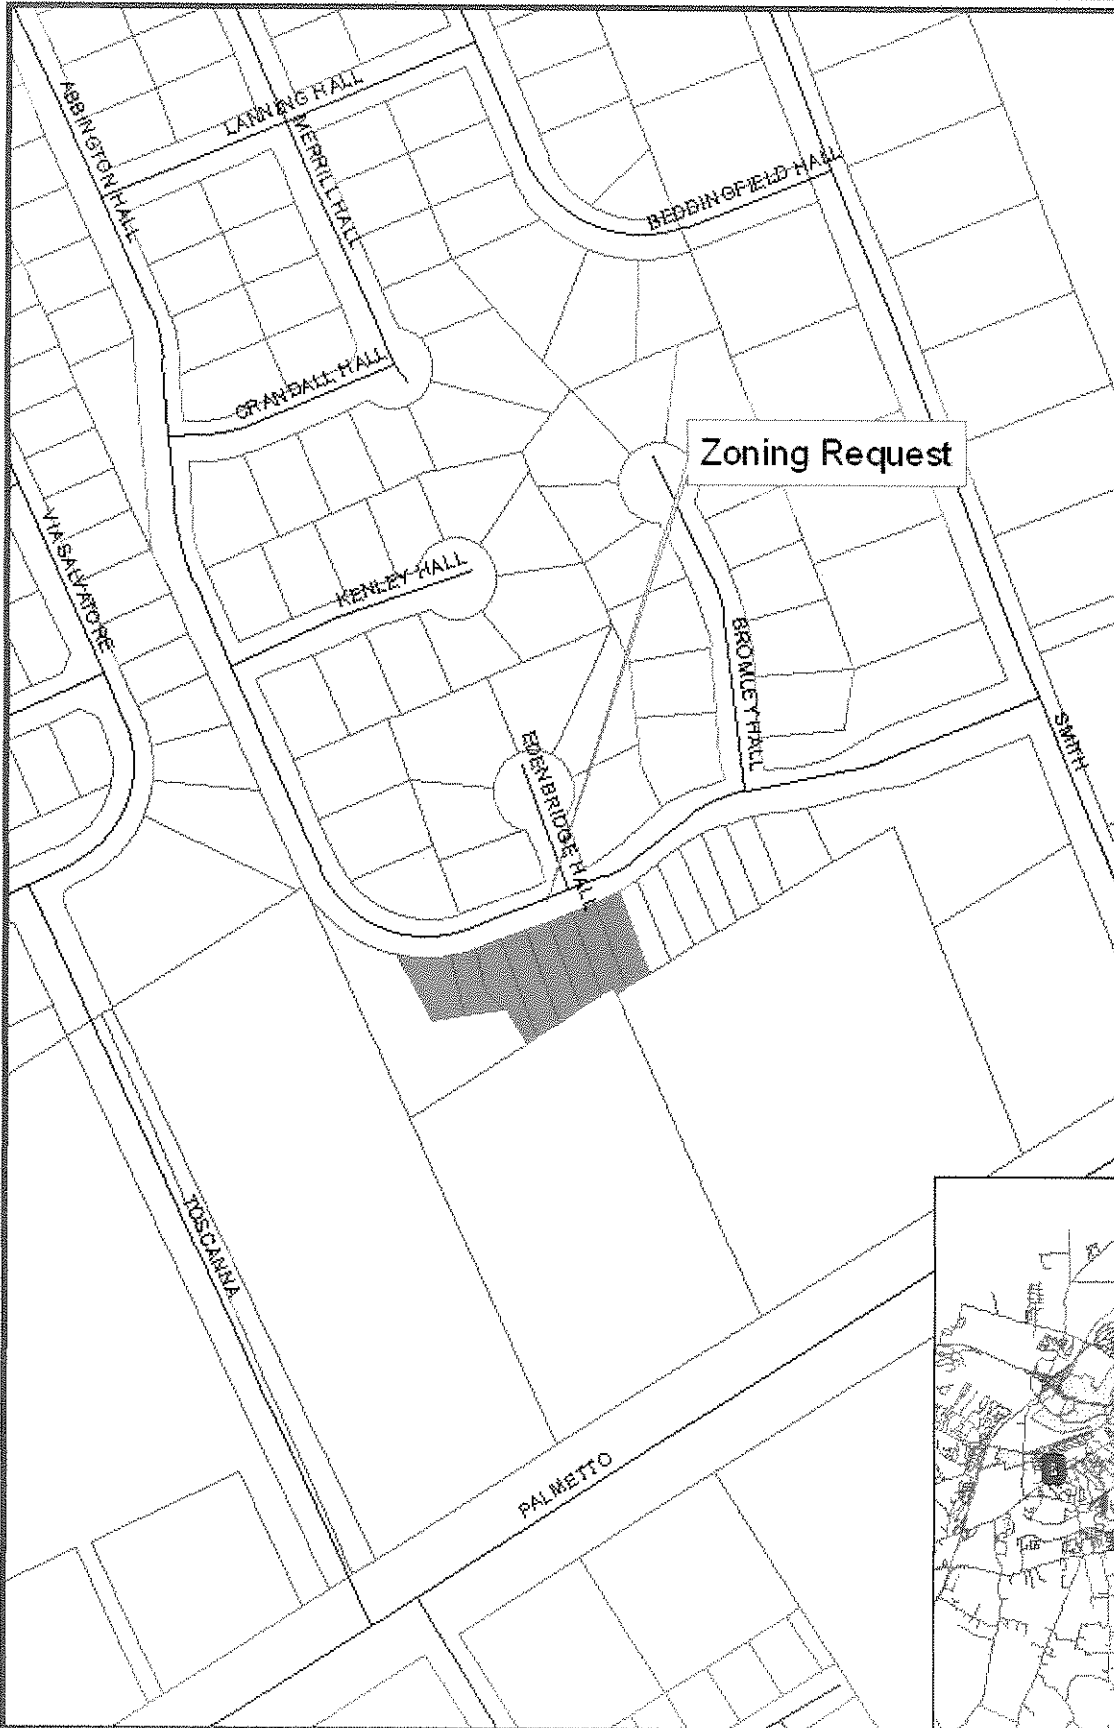 ABBINGTON HALL
LANNING HALL
MERRILL HALL
BEDDINGFIELD HALL
CRANDALL HALL
Zoning Request
VIA SALVATORE
KENLEY HALL
BROMLEY HALL
EDENBRIDGE HALL
SMITH
TOSCANNA
PALMETTO